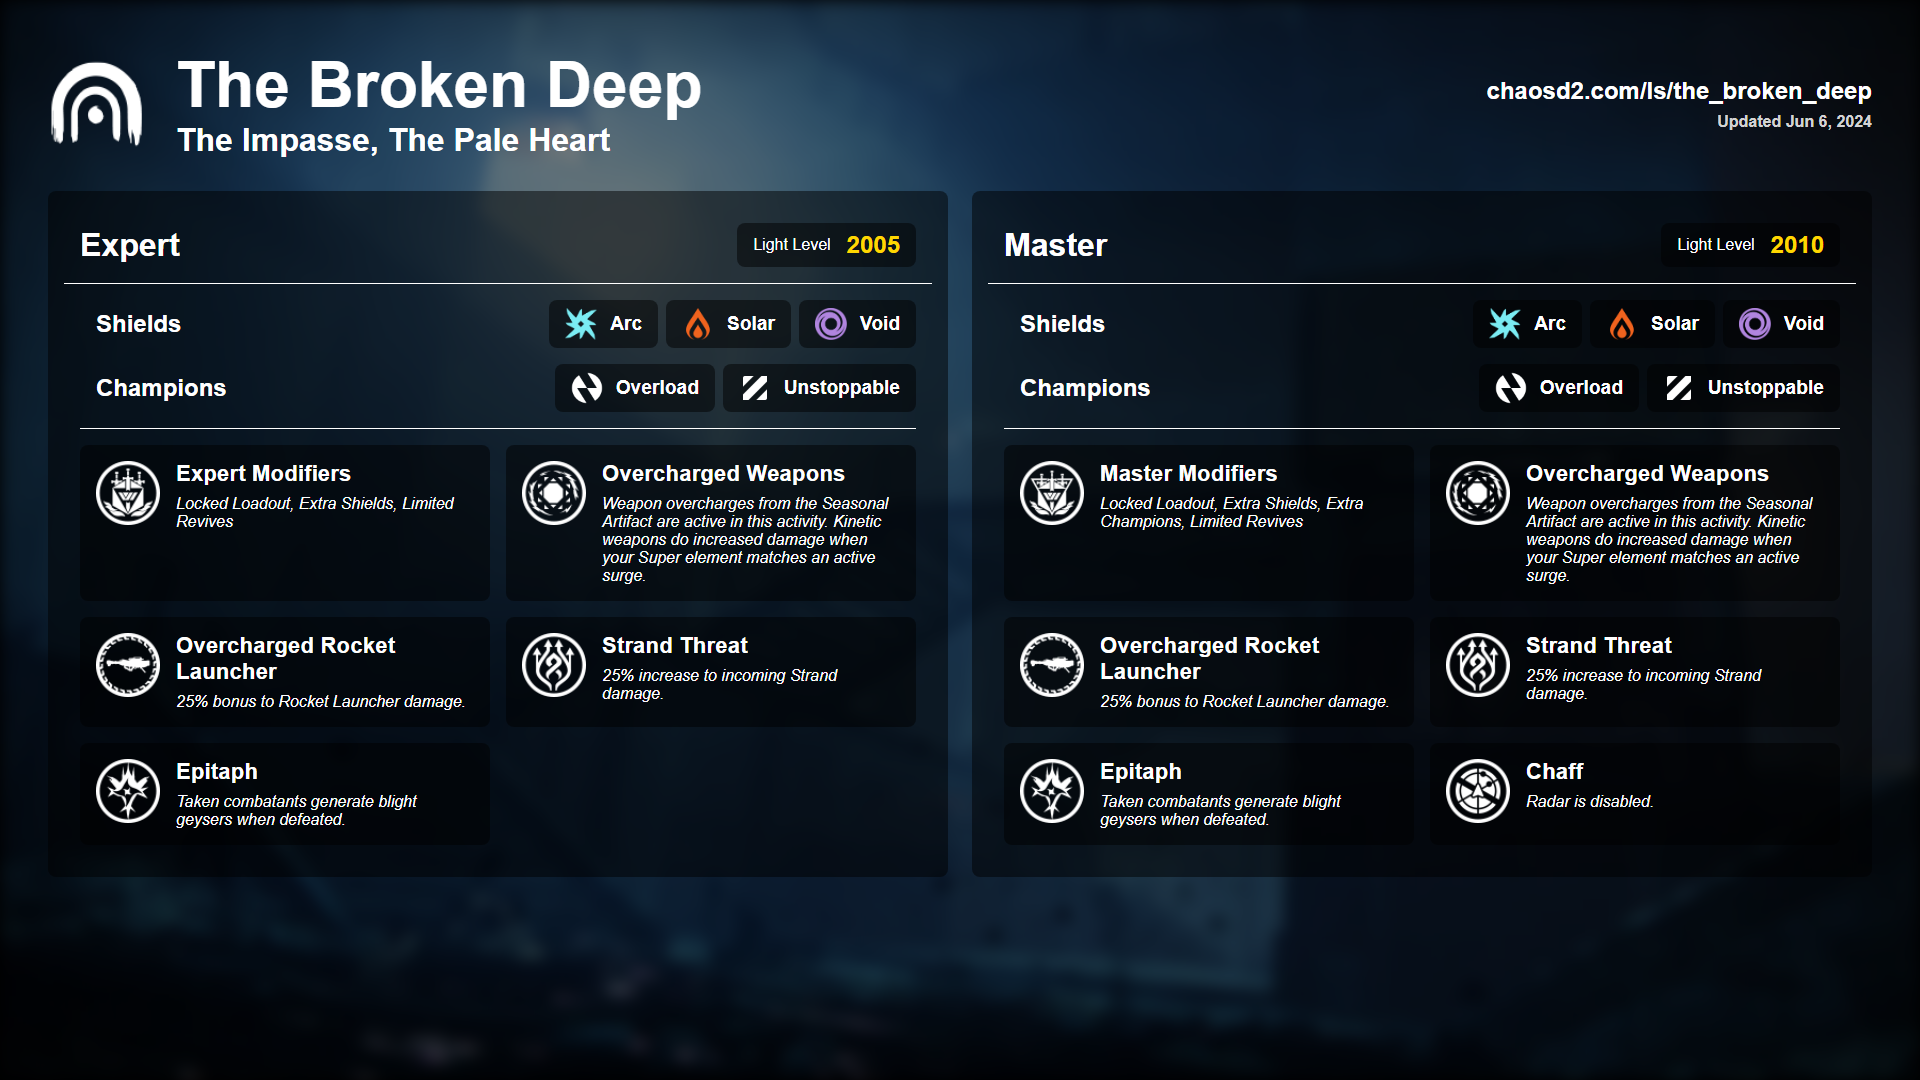 The Broken Deep
The Impasse, The Pale Heart
chaosd2.com/ls/the_broken_deep
Updated Jun 6, 2024
Expert
Light Level 2005
Shields
Arc
Solar
Void
Champions
Overload
Unstoppable
Expert Modifiers
Locked Loadout, Extra Shields, Limited
Revives
Overcharged Weapons
Weapon overcharges from the Seasonal
Artifact are active in this activity. Kinetic
weapons do increased damage when
your Super element matches an active
surge.
Overcharged Rocket
Launcher
25% bonus to Rocket Launcher damage.
Strand Threat
25% increase to incoming Strand
damage.
Epitaph
Taken combatants generate blight
geysers when defeated.
Master
Light Level 2010
Shields
Arc
Solar
Void
Champions
Overload
Unstoppable
Master Modifiers
Locked Loadout, Extra Shields, Extra
Champions, Limited Revives
Overcharged Weapons
Weapon overcharges from the Seasonal
Artifact are active in this activity. Kinetic
weapons do increased damage when
your Super element matches an active
surge.
Overcharged Rocket
Launcher
25% bonus to Rocket Launcher damage.
Strand Threat
25% increase to incoming Strand
damage.
Epitaph
Taken combatants generate blight
geysers when defeated.
Chaff
Radar is disabled.